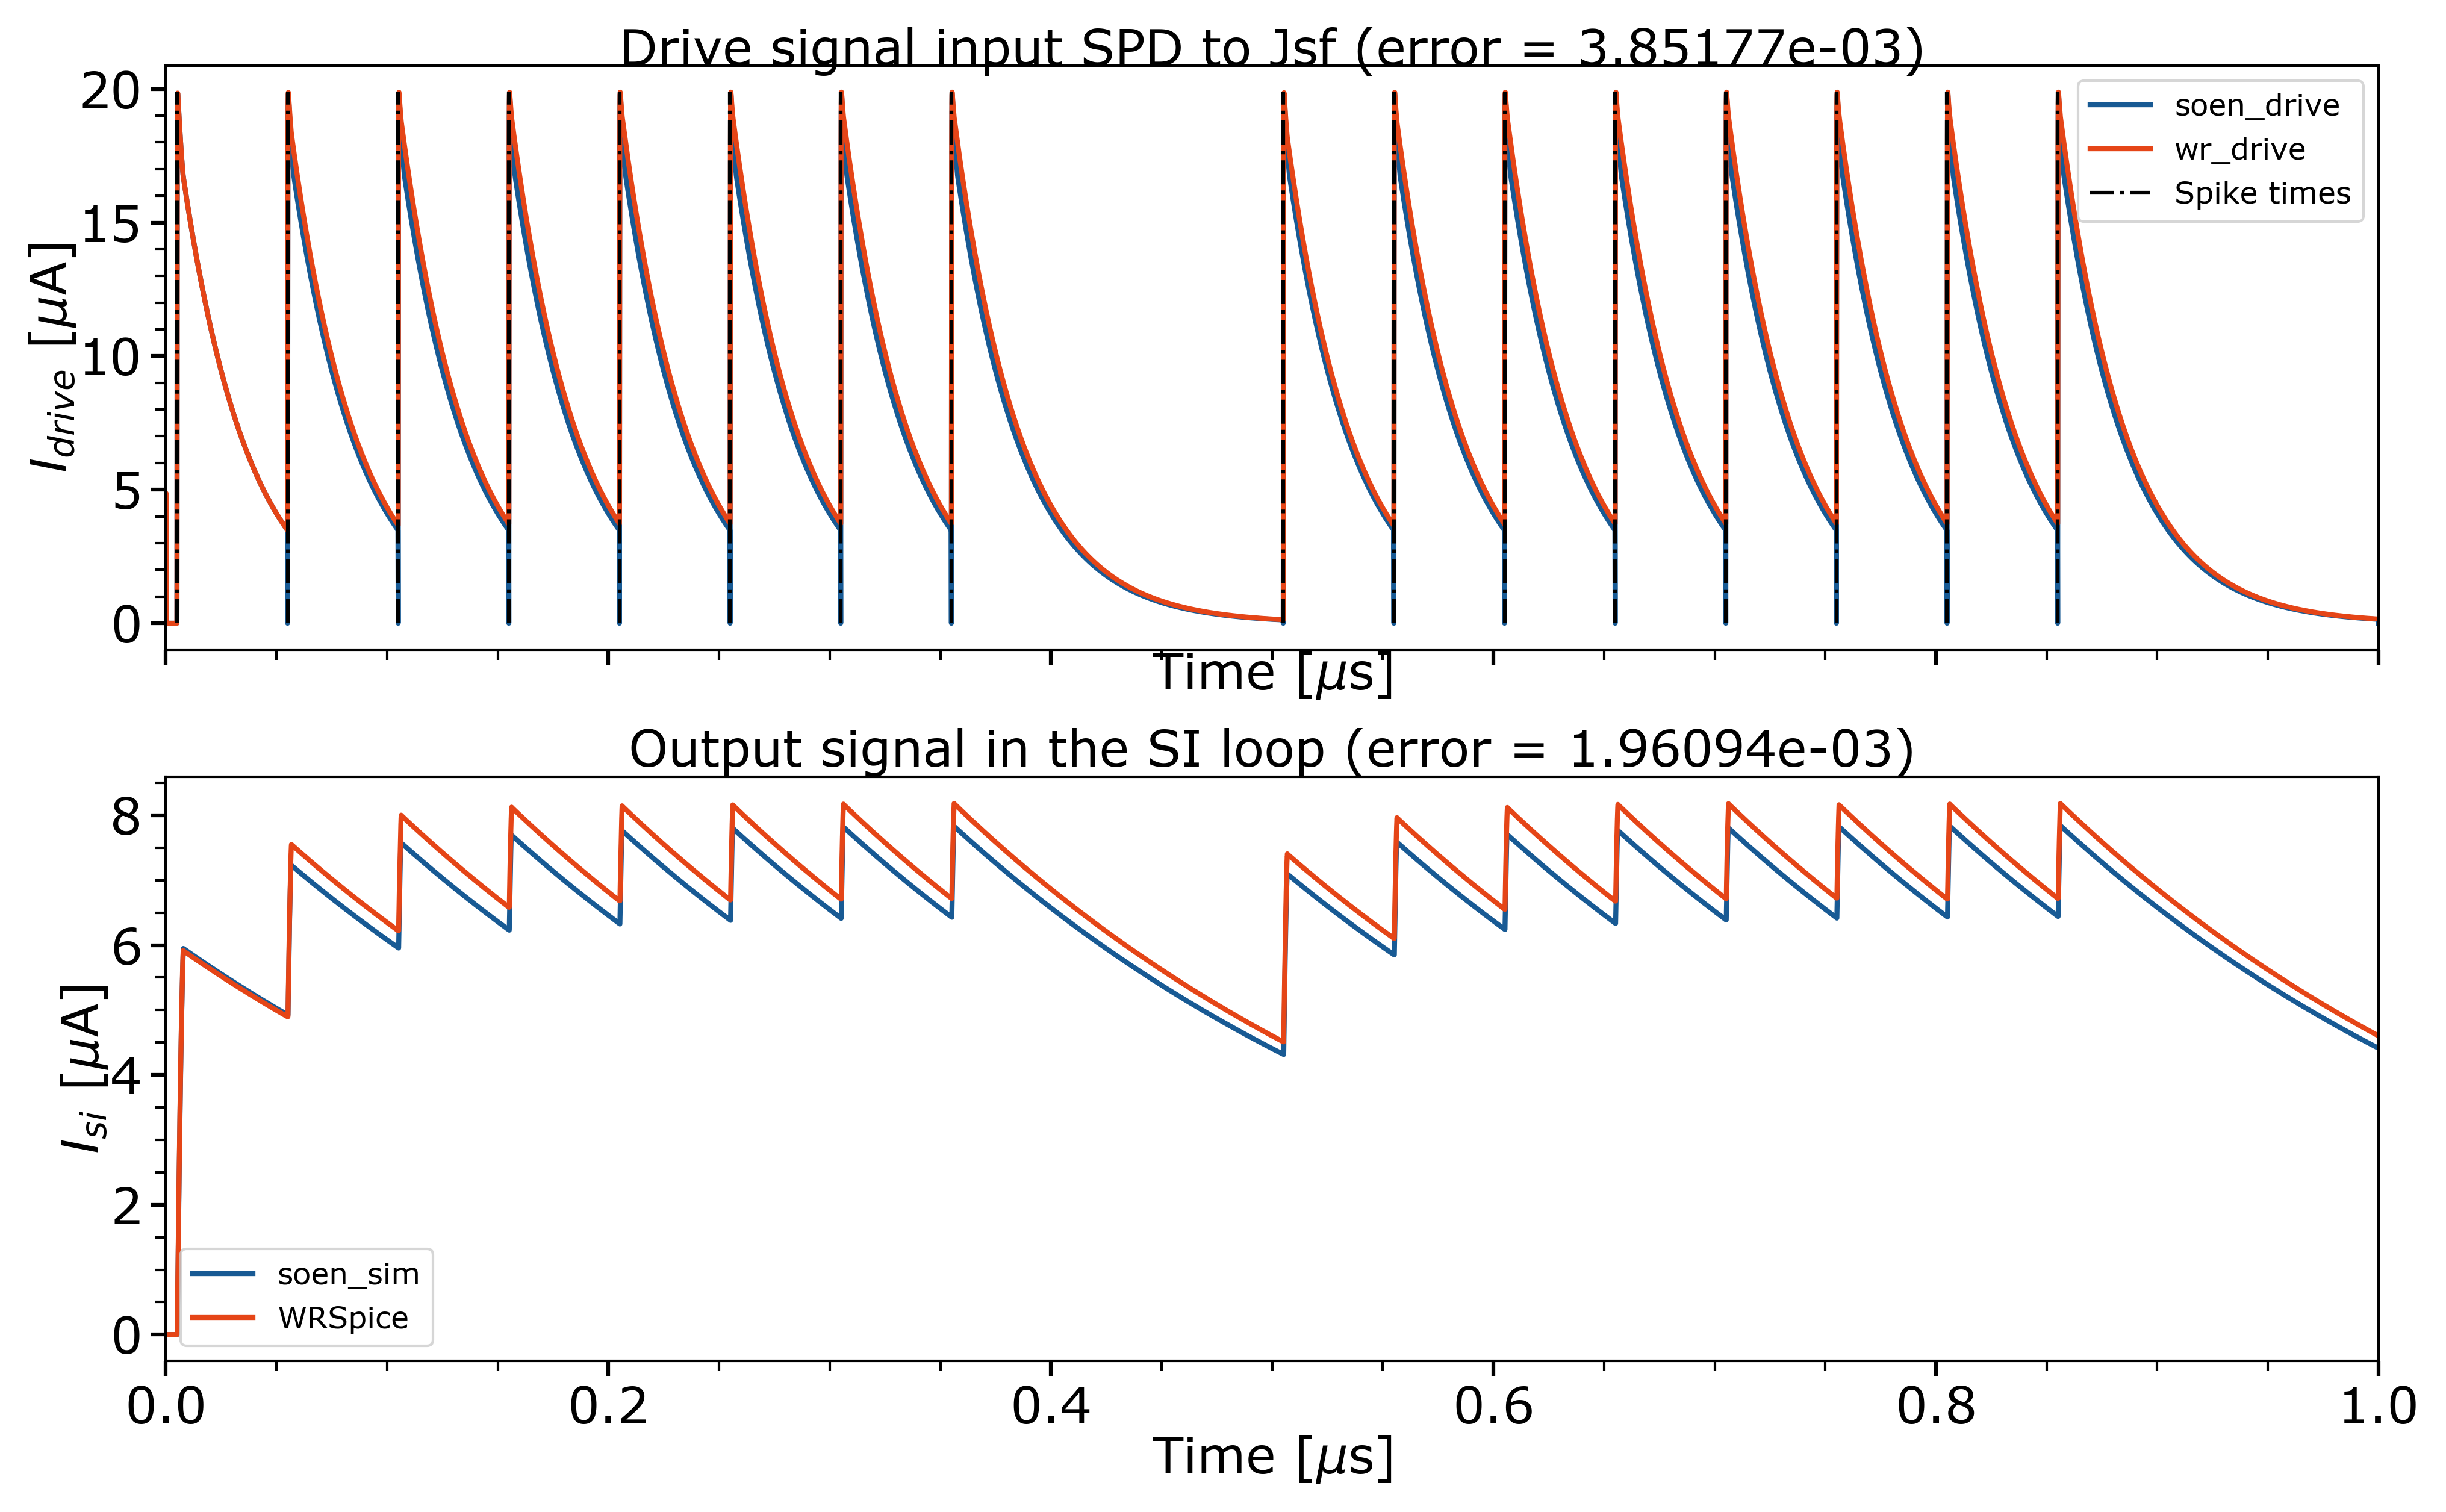 Drive signal input SPD to Jsf (error = 3.85177e-03)
20
15
10
5
0
I_drive [μA]
soen_drive
wr_drive
Spike times
Time [μs]
Output signal in the SI loop (error = 1.96094e-03)
8
6
4
2
0
I_si [μA]
soen_sim
WRSpice
0.0 0.2 0.4 0.6 0.8 1.0
Time [μs]